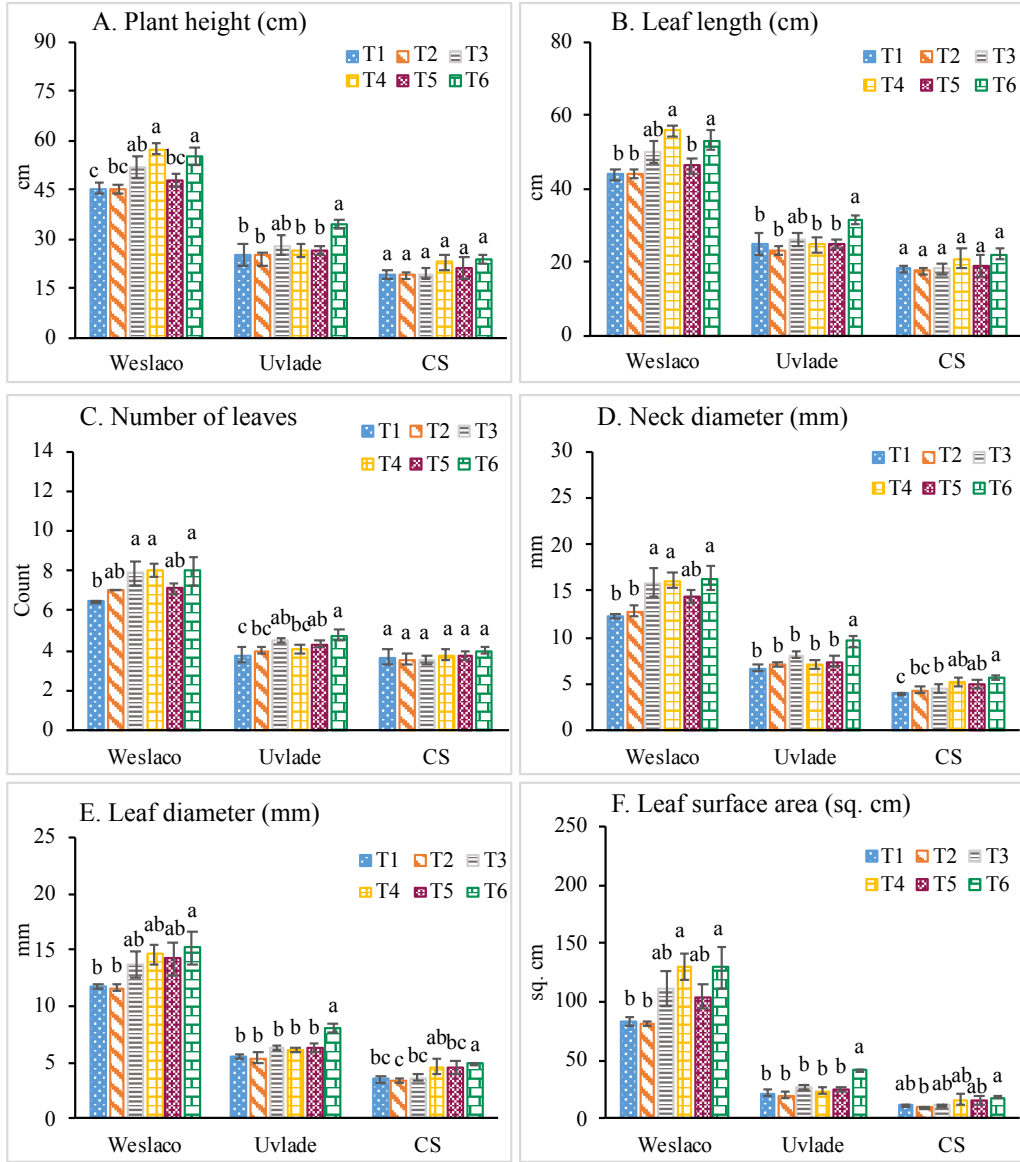 A. Plant height (cm)
90
75
60
45
30
15
0
cm
T1 T2 T3
T4 T5 T6
c bc ab a bc a
b b ab b b a
a a a a a a
Weslaco Uvlade CS
B. Leaf length (cm)
80
60
40
20
0
cm
T1 T2 T3
T4 T5 T6
b b ab a b a
b b ab b b a
a a a a a a
Weslaco Uvlade CS
C. Number of leaves
14
12
10
8
6
4
2
0
Count
T1 T2 T3
T4 T5 T6
b ab a a ab a
c bc ab bc ab a
a a a a a a
Weslaco Uvlade CS
D. Neck diameter (mm)
30
25
20
15
10
5
0
mm
T1 T2 T3
T4 T5 T6
b b a a ab a
b b b b b a
c bc b ab ab a
Weslaco Uvlade CS
E. Leaf diameter (mm)
25
20
15
10
5
0
mm
T1 T2 T3
T4 T5 T6
b b ab ab ab a
b b b b b a
bc c bc ab bc a
Weslaco Uvlade CS
F. Leaf surface area (sq. cm)
250
200
150
100
50
0
sq. cm
T1 T2 T3
T4 T5 T6
b b ab a ab a
b b b b b a
ab b ab ab ab a
Weslaco Uvlade CS